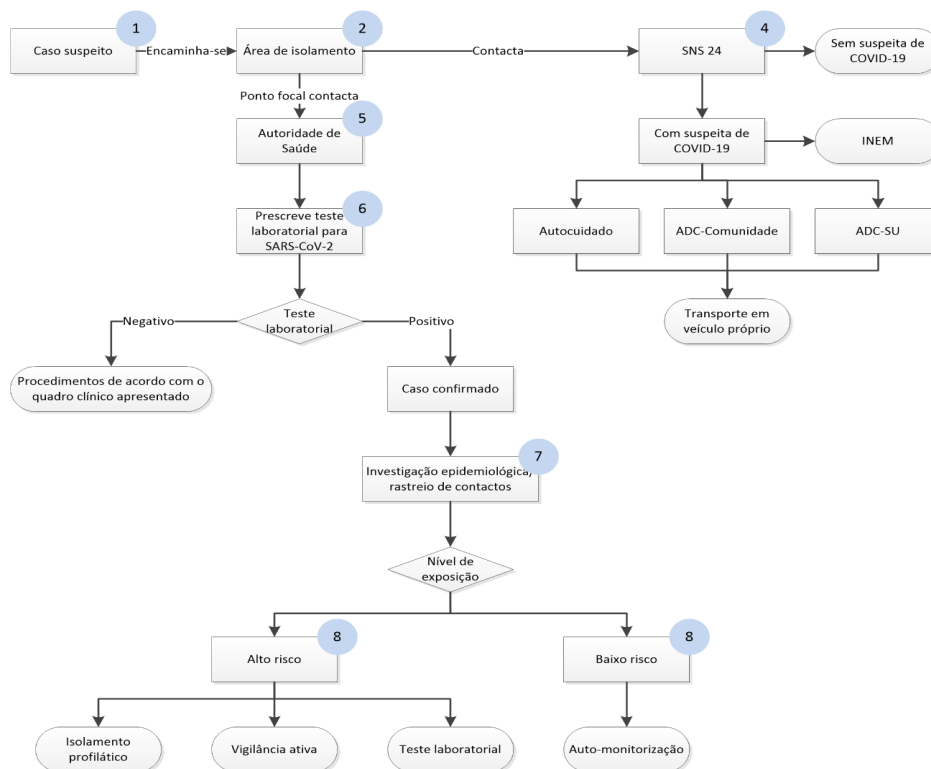 1
2
4
Caso suspeito
Encaminha-se
Área de isolamento
Contacta
SNS 24
Sem suspeita de
COVID-19
Ponto focal contacta
5
Autoridade de
Saúde
Com suspeita de
COVID-19
INEM
6
Prescreve teste
laboratorial para
SARS-CoV-2
Autocuidado
ADC-Comunidade
ADC-SU
Negativo
Teste
laboratorial
Positivo
Transporte em
veículo próprio
Procedimentos de acordo com o
quadro clínico apresentado
Caso confirmado
7
Investigação epidemiológica,
rastreio de contactos
Nível de
exposição
8
8
Alto risco
Baixo risco
Isolamento
profilático
Vigilância ativa
Teste laboratorial
Auto-monitorização